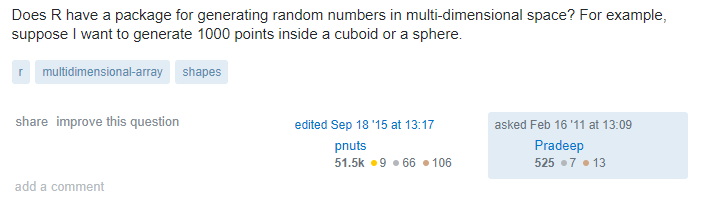 Does R have a package for generating random numbers in multi-dimensional space? For example,
suppose I want to generate 1000 points inside a cuboid or a sphere.
r multidimensional-array shapes
share improve this question
edited Sep 18 '15 at 13:17
pnuts
51.5k 9 66 106
asked Feb 16 '11 at 13:09
Pradeep
525 7 13
add a comment